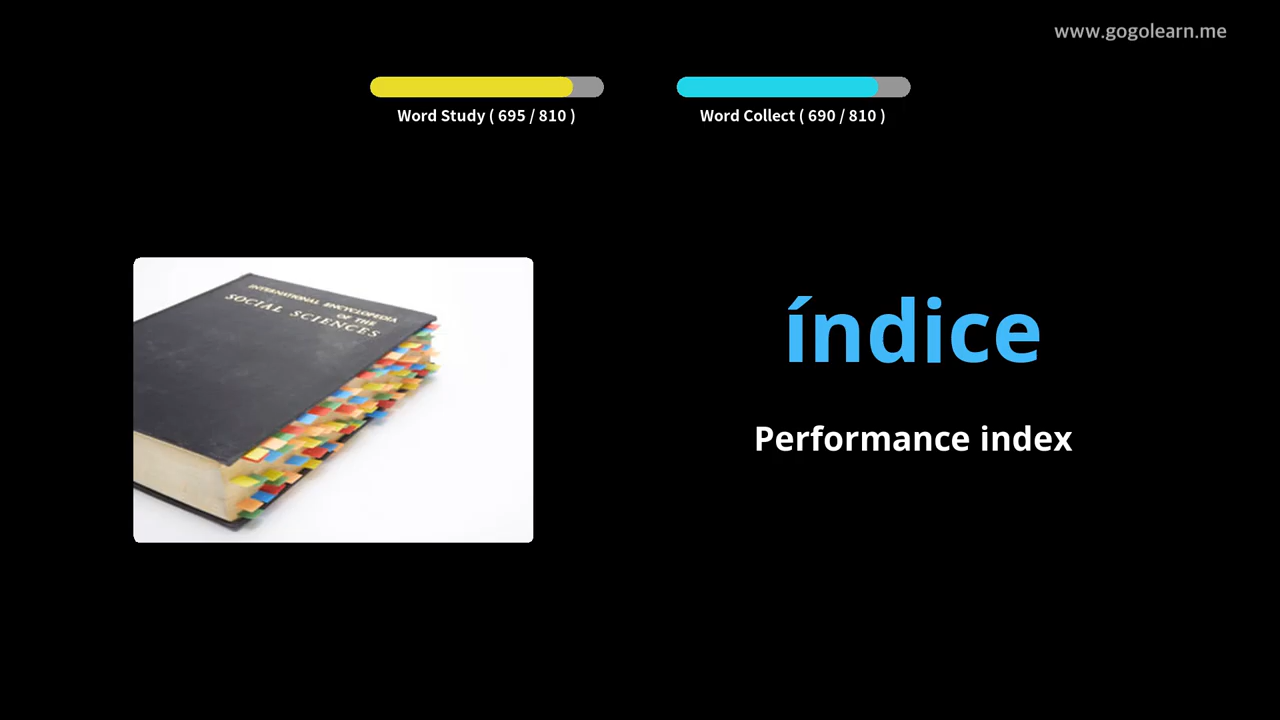 www.gogolearn.me
Word Study ( 695 / 810 )
Word Collect ( 690 / 810 )
INTERNATIONAL ENCYCLOPEDIA
OF THE
SOCIAL SCIENCES
índice
Performance index